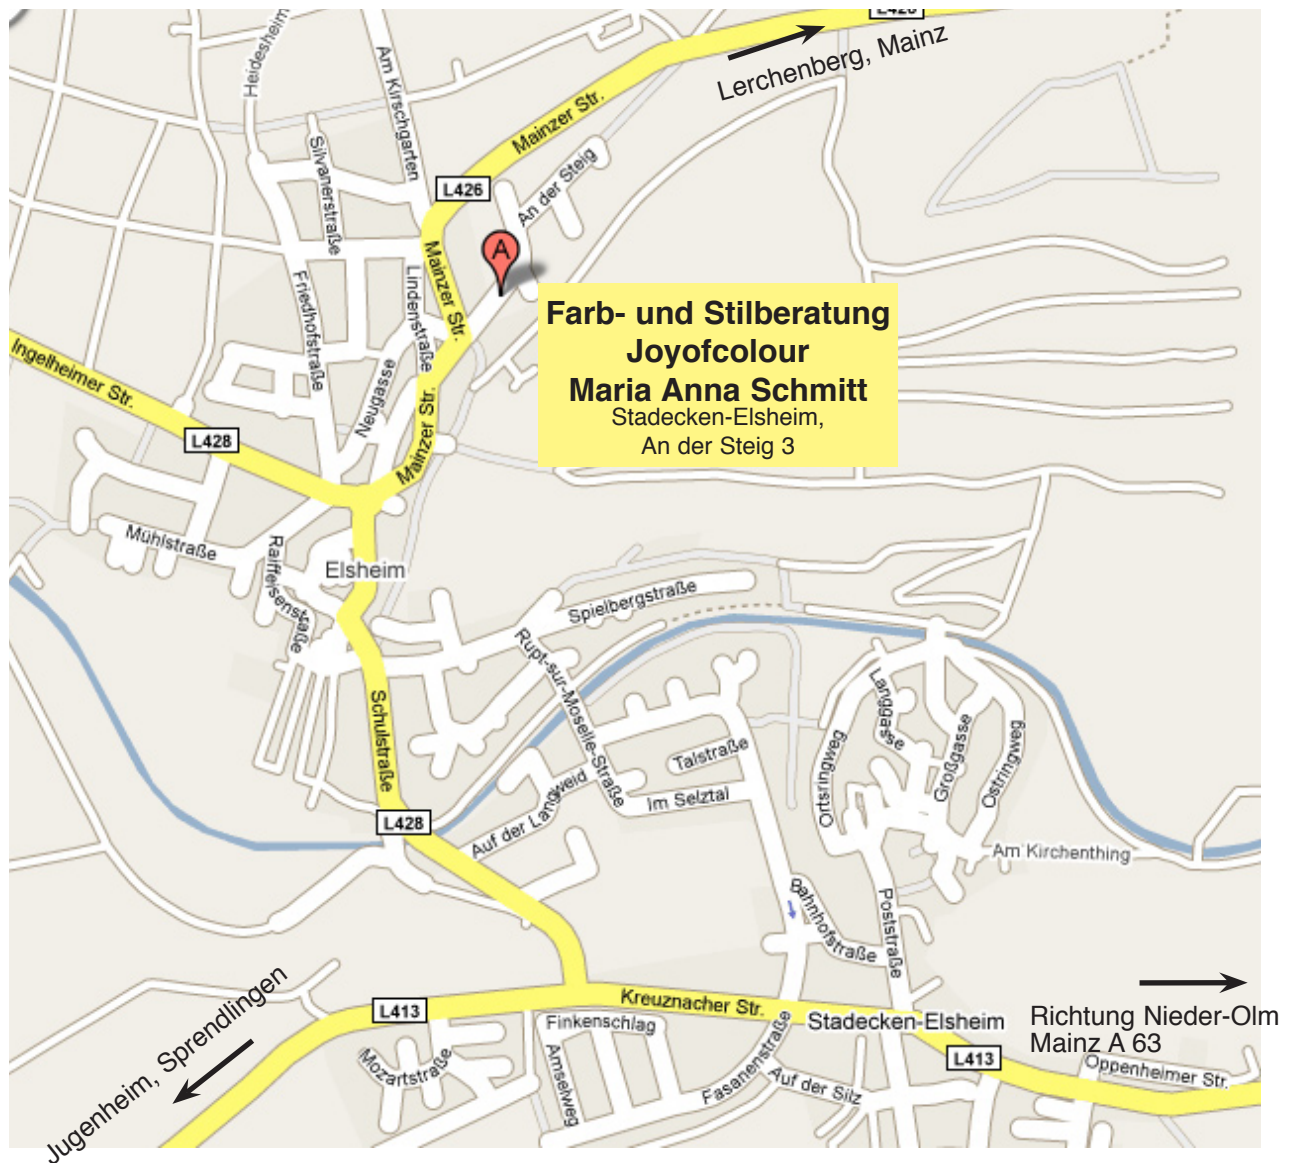 L428
Lerchenberg, Mainz
Heidesheim
Am Kirschgarten
Mainzer Str.
Silvanerstraße
L426
An der Steig
A
Mainzer Str.
Lindenstraße
Friedhofstraße
Farb- und Stilberatung
Joyofcolour
Maria Anna Schmitt
Stadecken-Elsheim,
An der Steig 3
Ingelheimer Str.
Neugasse
Mainzer Str.
L428
Mühlstraße
Raiffeisenstraße
Elsheim
Spielbergstraße
Rupt-sur-Moselle-Straße
Schulstraße
Langgasse
Großgasse
Ostringweg
Ortsringweg
Talstraße
Im Selztal
Auf der Langweid
L428
Am Kirchenthing
Bahnhofstraße
Poststraße
Jugenheim, Sprendlingen
L413
Kreuznacher Str.
Stadecken-Elsheim
Richtung Nieder-Olm
Mainz A 63
L413
Oppenheimer Str.
Finkenschlag
Amselweg
Mozartstraße
Fasanenstraße
Auf der Silz